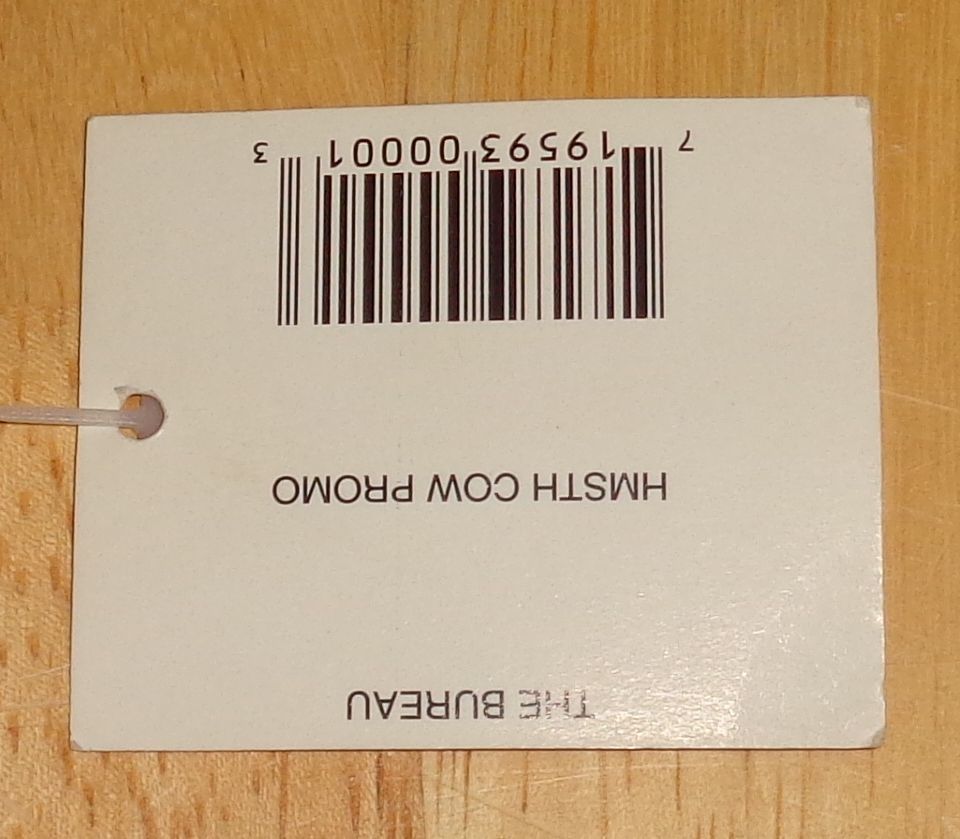 THE BUREAU
HMSTH COW PROMO
7 19593 00001 3